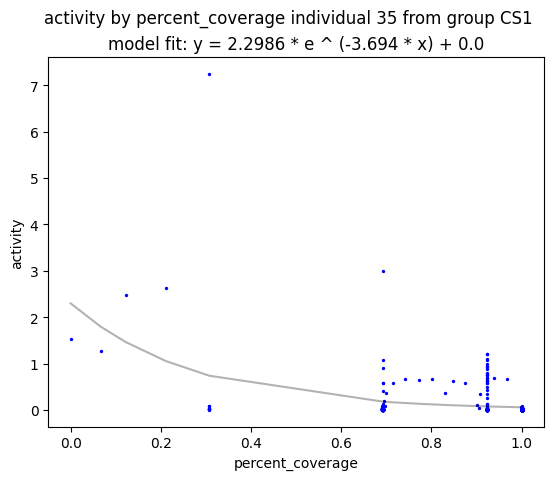 activity by percent_coverage individual 35 from group CS1
model fit: y = 2.2986 * e ^ (-3.694 * x) + 0.0
7
6
5
4
3
2
1
0
activity
0.0 0.2 0.4 0.6 0.8 1.0
percent_coverage